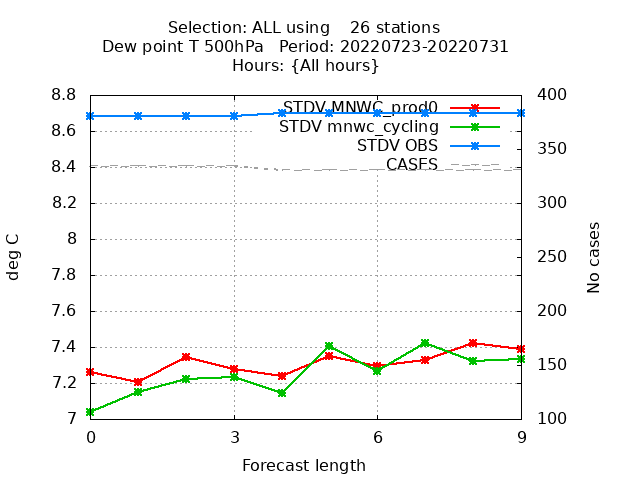 Selection: ALL using    26 stations
Dew point T 500hPa   Period: 20220723-20220731
Hours: {All hours}
8.8
8.6
8.4
8.2
8
7.8
7.6
7.4
7.2
7
400
350
300
250
200
150
100
STDV MNWC_prod0
STDV mnwc_cycling
STDV OBS
CASES
deg C
No cases
0
3
6
9
Forecast length